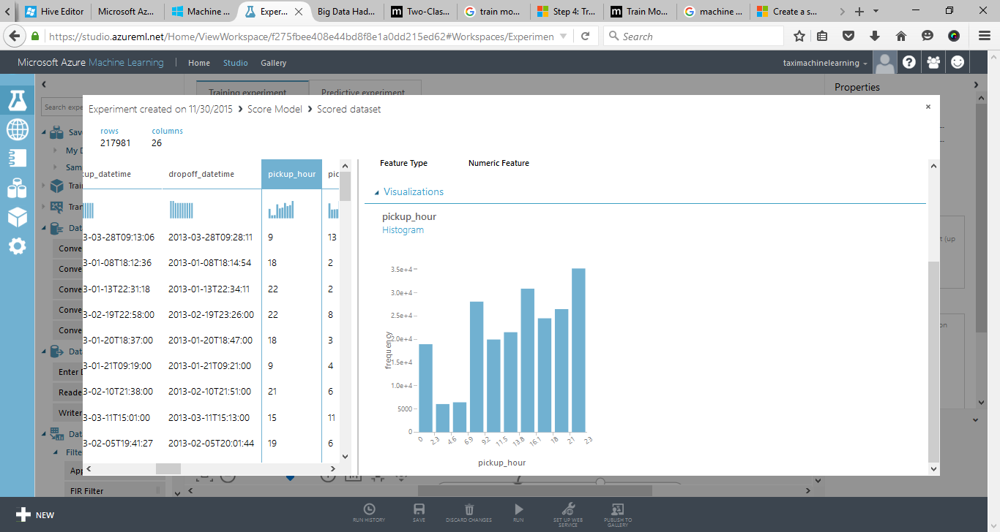 Hive Editor
Microsoft Az...
Machine ...
Exper...
Big Data Had...
Two-Clas...
train mo...
Step 4: Tr...
Train Mo...
machine ...
Create a s...
https://studio.azureml.net/Home/ViewWorkspace/f275fbee408e44bd8f8e1a0dd215ed62#Workspaces/Experimen
Search
Microsoft Azure Machine Learning
Home
Studio
Gallery
taximachinelearning
Training experiment
Predictive experiment
Properties
Search expe
Experiment created on 11/30/2015 > Score Model > Scored dataset
rows
columns
217981
26
Sav
My D
Sam
Trai
Tran
Dat
Conve
Conve
Conve
Conve
Conve
Dat
Enter D
Reade
Writer
Dat
Filte
App
FIR Filter
up_datetime dropoff_datetime pickup_hour pic
3-03-28T09:13:06 2013-03-28T09:28:11 9 13
3-01-08T18:12:36 2013-01-08T18:14:54 18 2
3-01-13T22:31:18 2013-01-13T22:34:11 22 2
3-02-19T22:58:00 2013-02-19T23:26:00 22 8
3-01-20T18:37:00 2013-01-20T18:47:00 18 3
3-01-21T09:19:00 2013-01-21T09:21:00 9 4
3-02-10T21:38:00 2013-02-10T21:51:00 21 6
3-03-11T15:01:00 2013-03-11T15:13:00 15 11
3-02-05T19:41:27 2013-02-05T20:01:44 19 6
Feature Type Numeric Feature
Visualizations
pickup_hour
Histogram
3.5e+4
3.0e+4
2.5e+4
2.0e+4
1.5e+4
1.0e+4
5000
0
frequency
0 2.3 4.6 6.9 9.2 11.5 13.8 16.1 18 21 23
pickup_hour
t (up
on
NEW
RUN HISTORY
SAVE
DISCARD CHANGES
RUN
SET UP WEB SERVICE
PUBLISH TO GALLERY